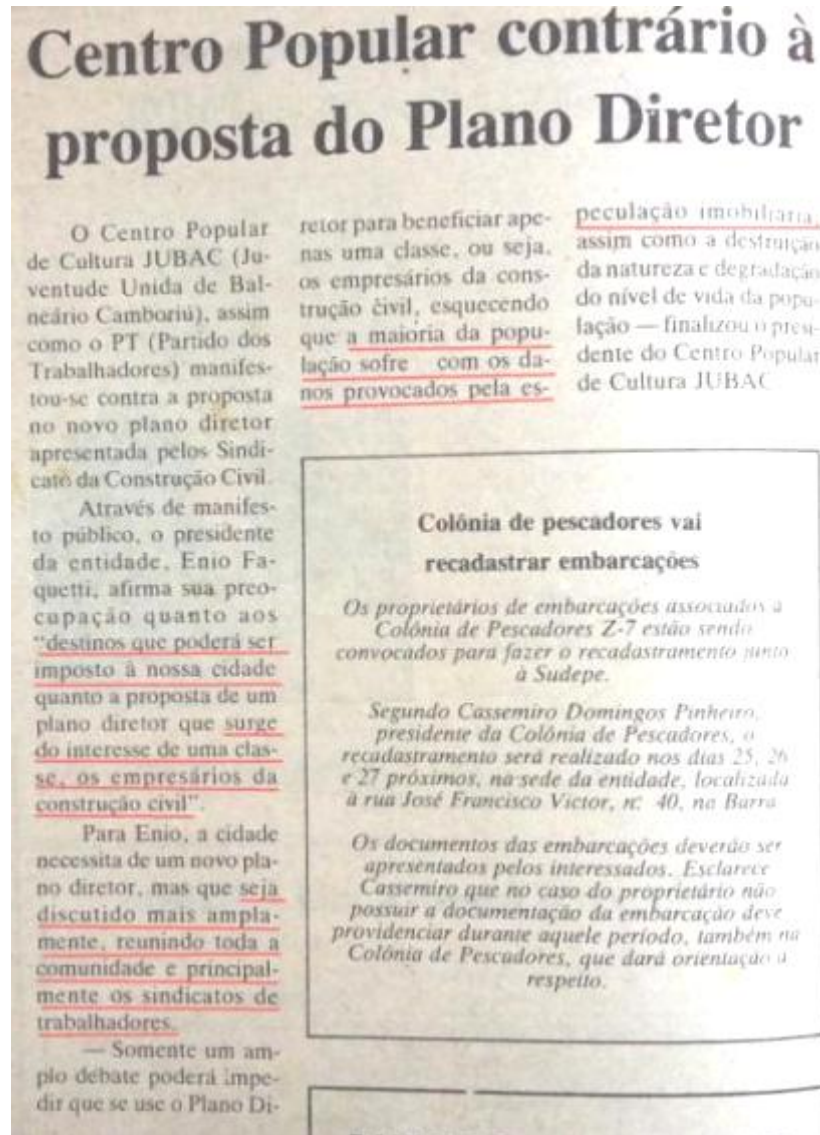 Centro Popular contrário à
proposta do Plano Diretor
O Centro Popular
de Cultura JUBAC (Ju-
ventude Unida de Bal-
neário Camboriú), assim
como o PT (Partido dos
Trabalhadores) manifes-
tou-se contra a proposta
no novo plano diretor
apresentada pelos Sindi-
cato da Construção Civil.
Através de manifes-
to público, o presidente
da entidade, Enio Fa-
quetti, afirma sua preo-
cupação quanto aos
"destinos que poderá ser
imposto à nossa cidade
quanto a proposta de um
plano diretor que surge
do interesse de uma clas-
se, os empresários da
construção civil".
Para Enio, a cidade
necessita de um novo pla-
no diretor, mas que seja
discutido mais ampla-
mente, reunindo toda a
comunidade e principal-
mente os sindicatos de
trabalhadores.
— Somente um am-
plo debate poderá impe-
dir que se use o Plano Di-
retor para beneficiar ape-
nas uma classe, ou seja,
os empresários da cons-
trução civil, esquecendo
que a maioria da popu-
lação sofre com os da-
nos provocados pela es-
peculação imobiliária,
assim como a destruição
da natureza e degradação
do nível de vida da popu-
lação — finalizou o presi-
dente do Centro Popular
de Cultura JUBAC
Colônia de pescadores vai
recadastrar embarcações
Os proprietários de embarcações associados a
Colônia de Pescadores Z-7 estão sendo
convocados para fazer o recadastramento junto
à Sudepe.
Segundo Cassemiro Domingos Pinheiro,
presidente da Colônia de Pescadores, o
recadastramento será realizado nos dias 25, 26
e 27 próximos, na sede da entidade, localizada
à rua José Francisco Victor, nº 40, na Barra
Os documentos das embarcações deverão ser
apresentados pelos interessados. Esclarece
Cassemiro que no caso do proprietário não
possuir a documentação da embarcação deve
providenciar durante aquele período, também na
Colônia de Pescadores, que dará orientação a
respeito.